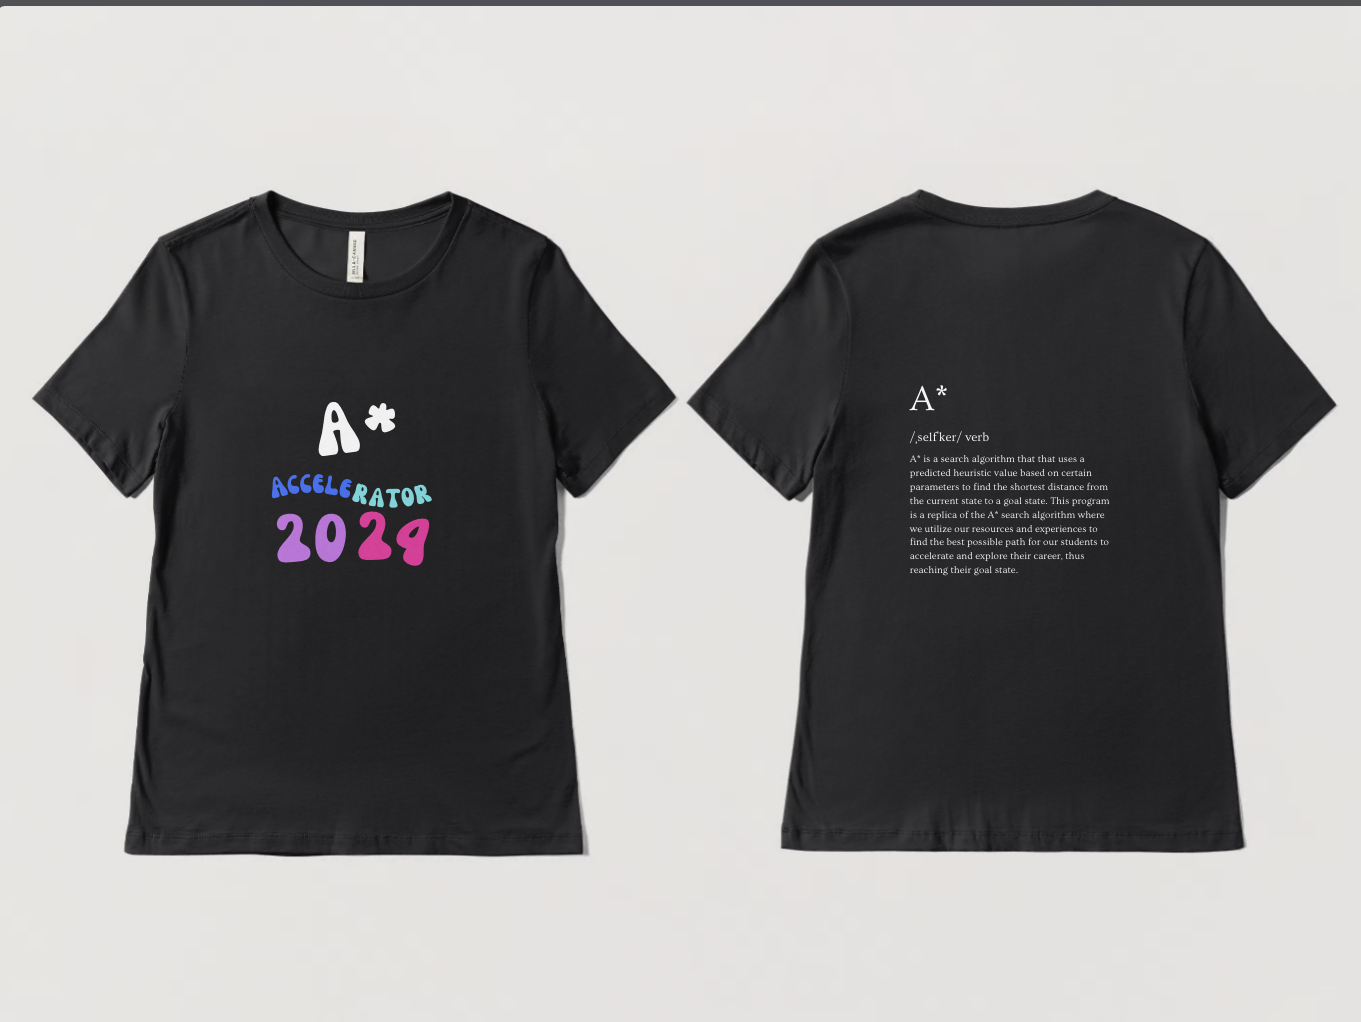 BELLA+CANVAS
A*
ACCELERATOR
2024
A*
/ˌselfˈker/ verb
A* is a search algorithm that that uses a
predicted heuristic value based on certain
parameters to find the shortest distance from
the current state to a goal state. This program
is a replica of the A* search algorithm where
we utilize our resources and experiences to
find the best possible path for our students to
accelerate and explore their career, thus
reaching their goal state.